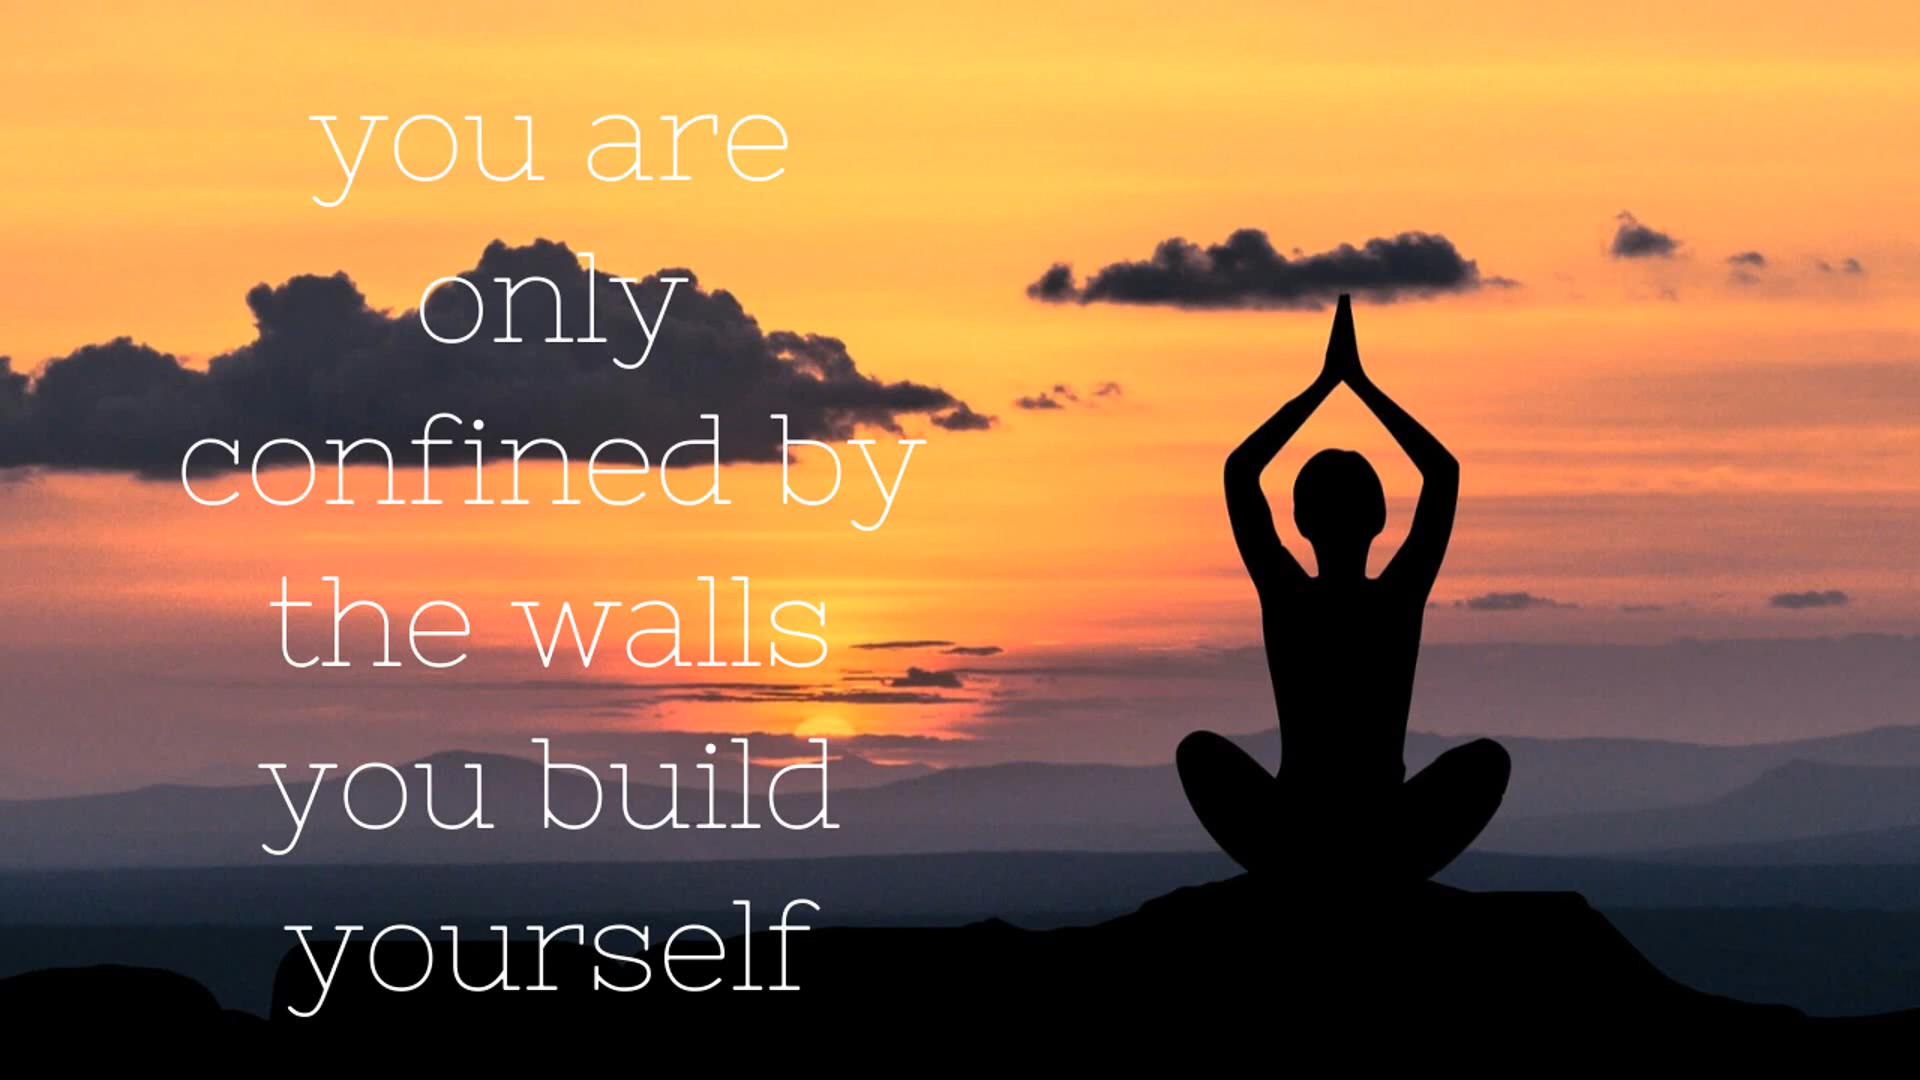 you are
only
confined by
the walls
you build
yourself